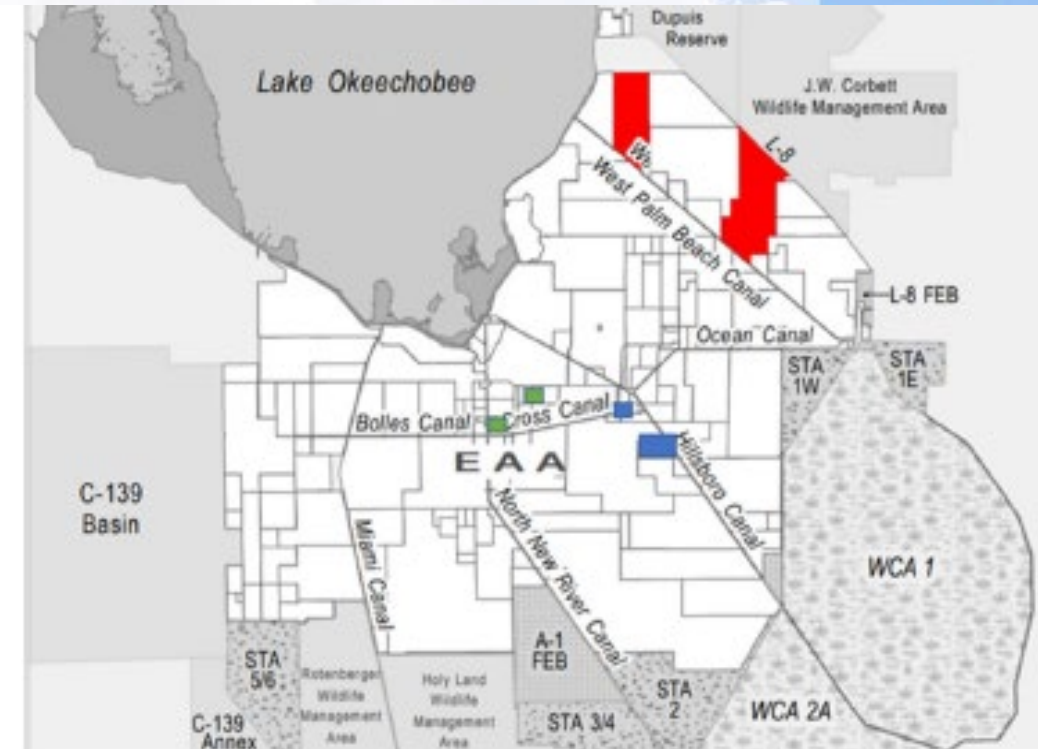 Dupuis
Reserve
Lake Okeechobee
J.W. Corbett
Wildlife Management Area
L-8
West Palm Beach Canal
L-8 FEB
Ocean Canal
STA
1W
STA
1E
Bolles Canal
Cross Canal
E A A
Hillsboro Canal
C-139
Basin
North New River Canal
Miami Canal
WCA 1
A-1
FEB
STA
5/6
Rotenberger
Wildlife
Management
Area
Holy Land
Wildlife
Management
Area
STA
2
STA 3/4
WCA 2A
C-139
Annex